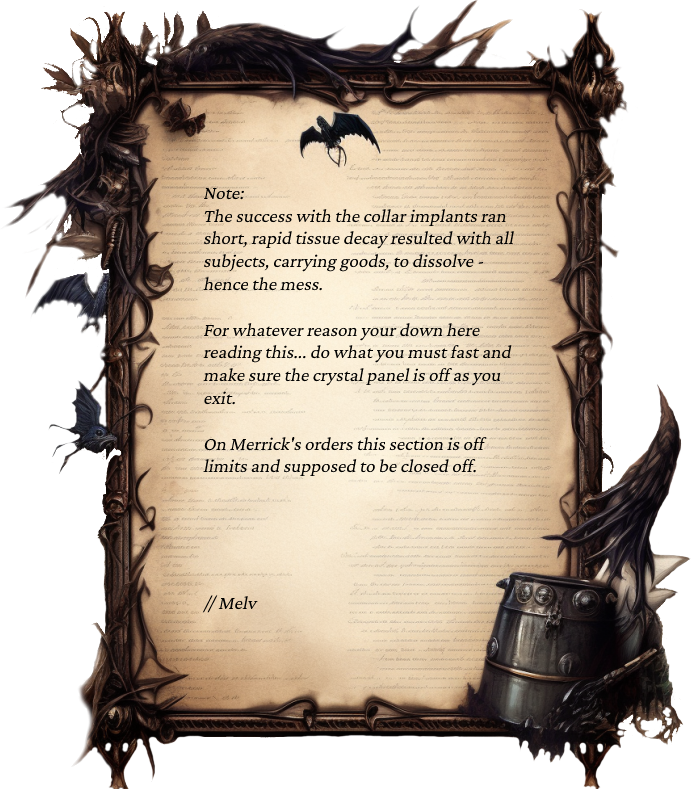 Note:
The success with the collar implants ran
short, rapid tissue decay resulted with all
subjects, carrying goods, to dissolve -
hence the mess.
For whatever reason your down here
reading this... do what you must fast and
make sure the crystal panel is off as you
exit.
On Merrick's orders this section is off
limits and supposed to be closed off.
// Melv